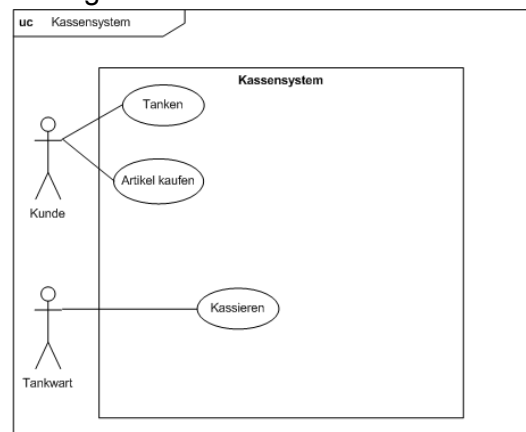 uc Kassensystem
Kassensystem
Tanken
Artikel kaufen
Kunde
Kassieren
Tankwart